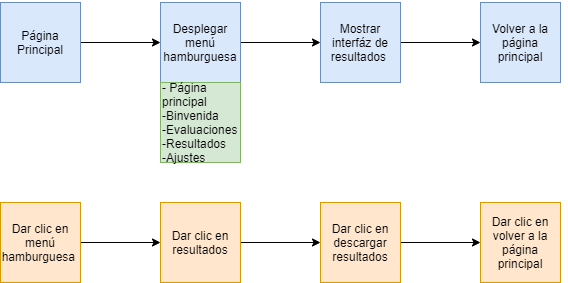 Página
Principal
Desplegar
menú
hamburguesa
Mostrar
interfáz de
resultados
Volver a la
página
principal
- Página
principal
-Binvenida
-Evaluaciones
-Resultados
-Ajustes
Dar clic en
menú
hamburguesa
Dar clic en
resultados
Dar clic en
descargar
resultados
Dar clic en
volver a la
página
principal